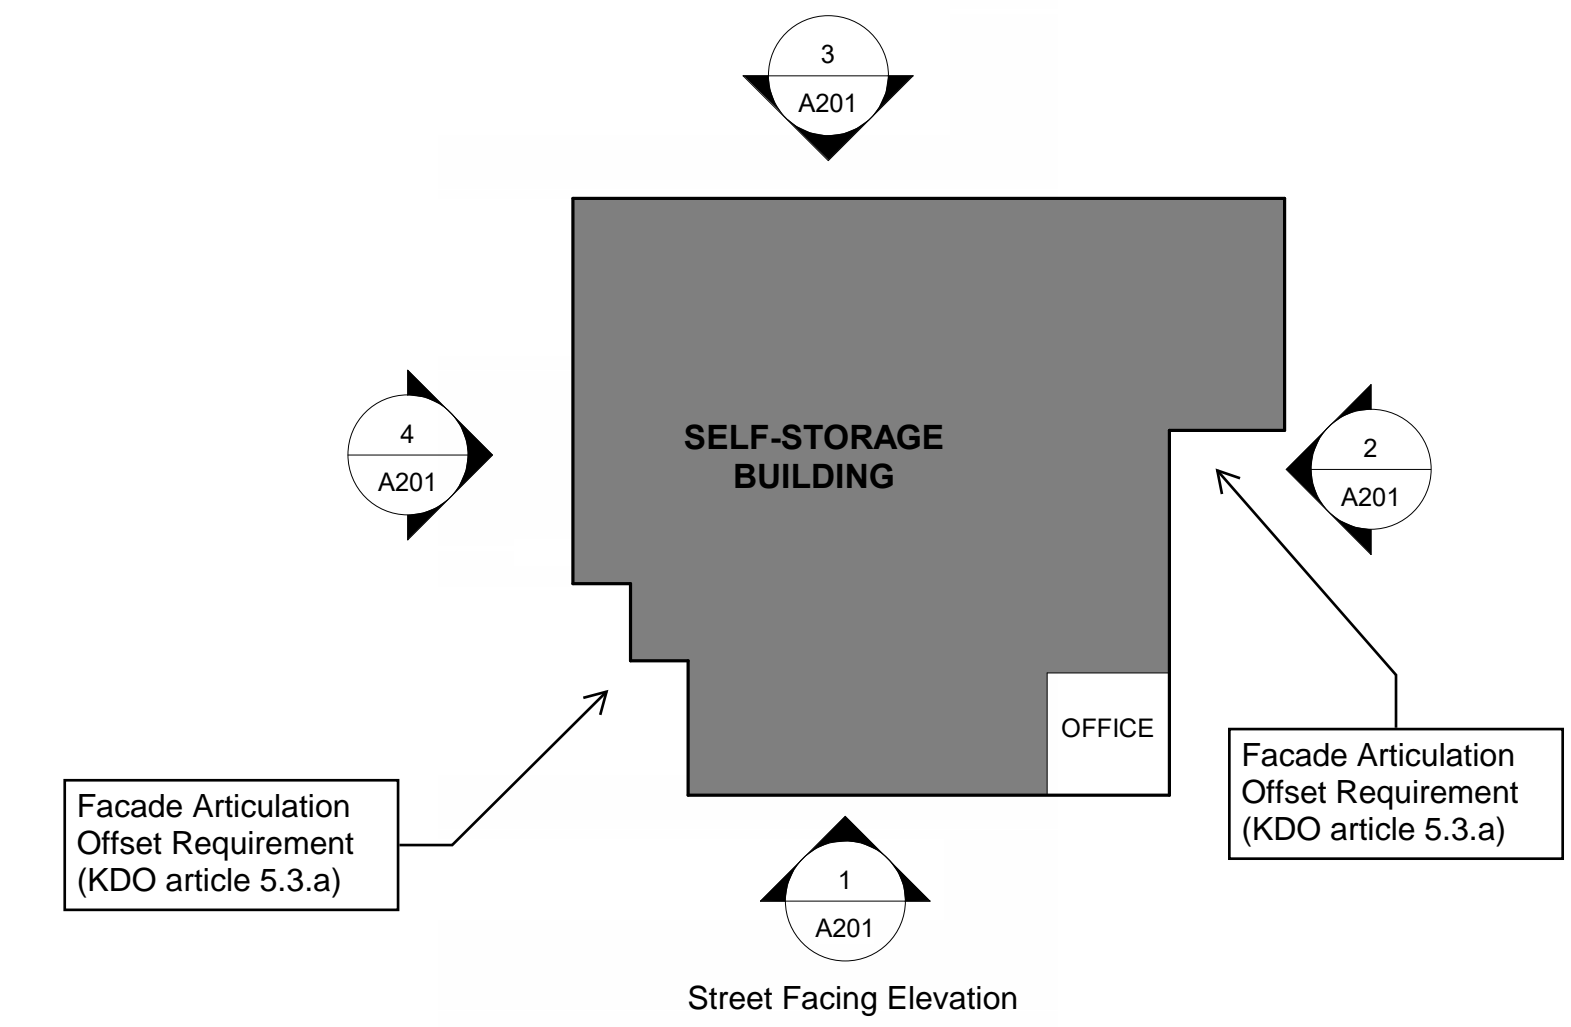 3
A201
SELF-STORAGE
BUILDING
4
A201
2
A201
OFFICE
Facade Articulation
Offset Requirement
(KDO article 5.3.a)
Facade Articulation
Offset Requirement
(KDO article 5.3.a)
1
A201
Street Facing Elevation